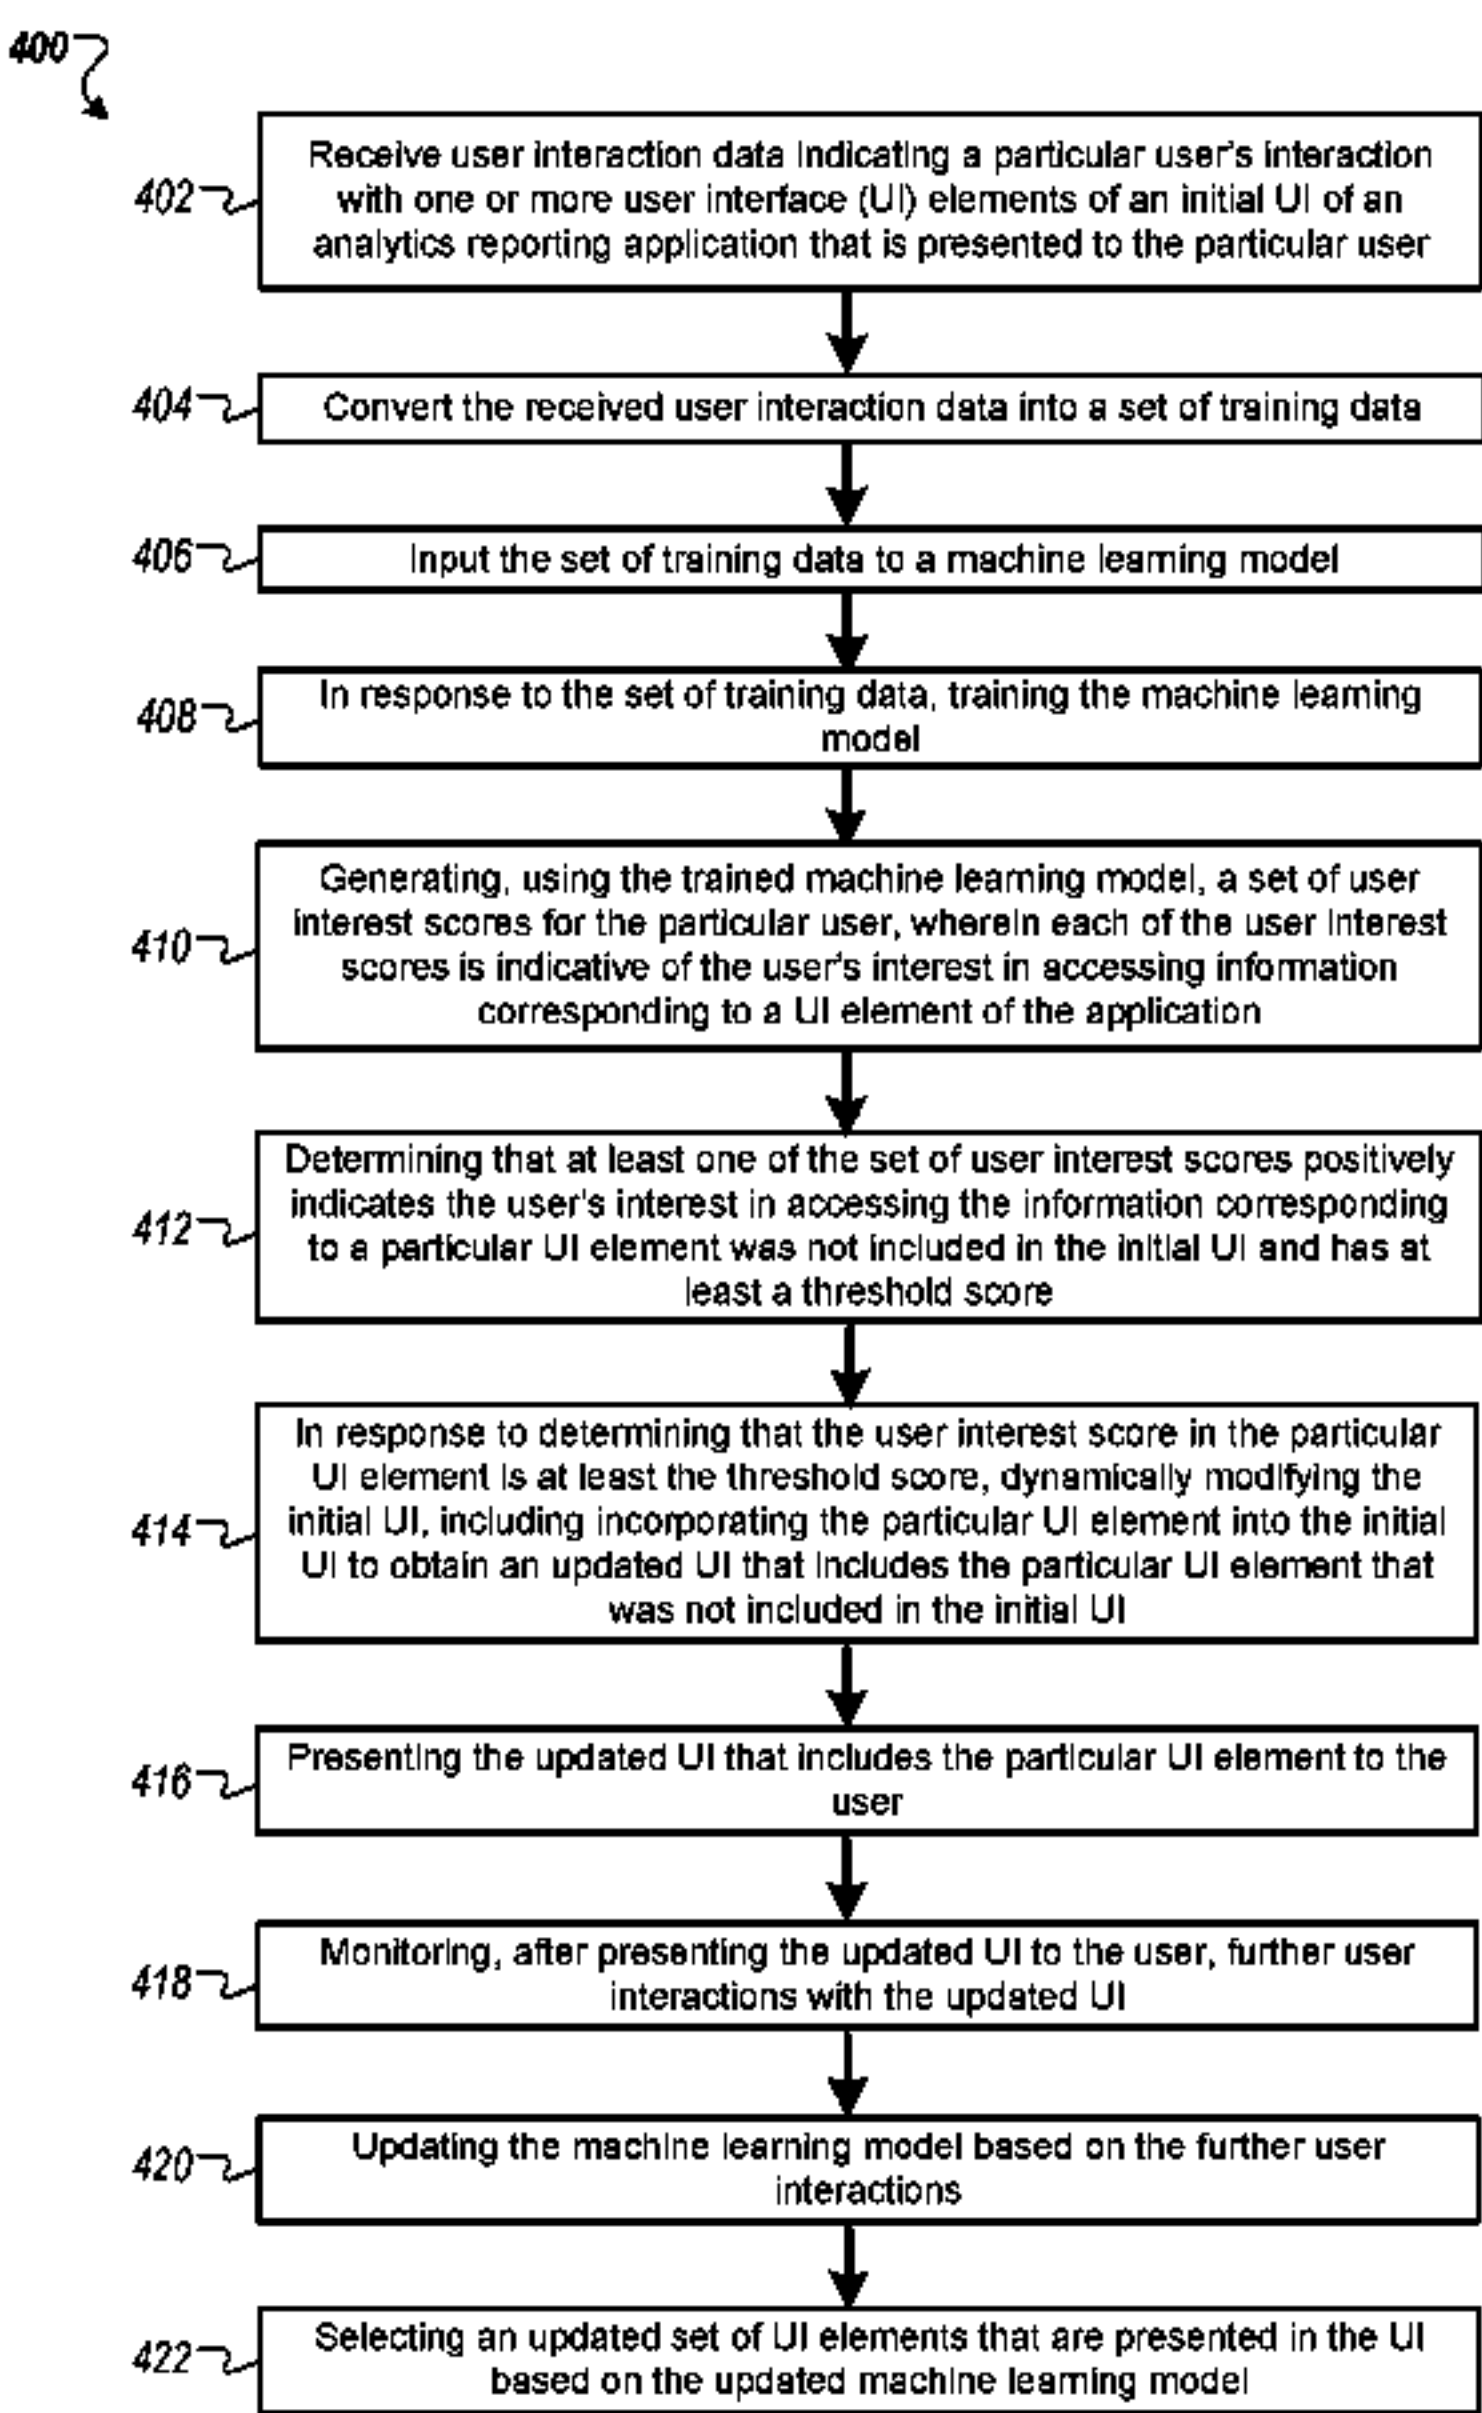 400
402
Receive user interaction data indicating a particular user's interaction
with one or more user interface (UI) elements of an initial UI of an
analytics reporting application that is presented to the particular user
404
Convert the received user interaction data into a set of training data
406
Input the set of training data to a machine learning model
408
In response to the set of training data, training the machine learning
model
410
Generating, using the trained machine learning model, a set of user
interest scores for the particular user, wherein each of the user interest
scores is indicative of the user's interest in accessing information
corresponding to a UI element of the application
412
Determining that at least one of the set of user interest scores positively
indicates the user's interest in accessing the information corresponding
to a particular UI element was not included in the initial UI and has at
least a threshold score
414
In response to determining that the user interest score in the particular
UI element is at least the threshold score, dynamically modifying the
initial UI, including incorporating the particular UI element into the initial
UI to obtain an updated UI that includes the particular UI element that
was not included in the initial UI
416
Presenting the updated UI that includes the particular UI element to the
user
418
Monitoring, after presenting the updated UI to the user, further user
interactions with the updated UI
420
Updating the machine learning model based on the further user
interactions
422
Selecting an updated set of UI elements that are presented in the UI
based on the updated machine learning model